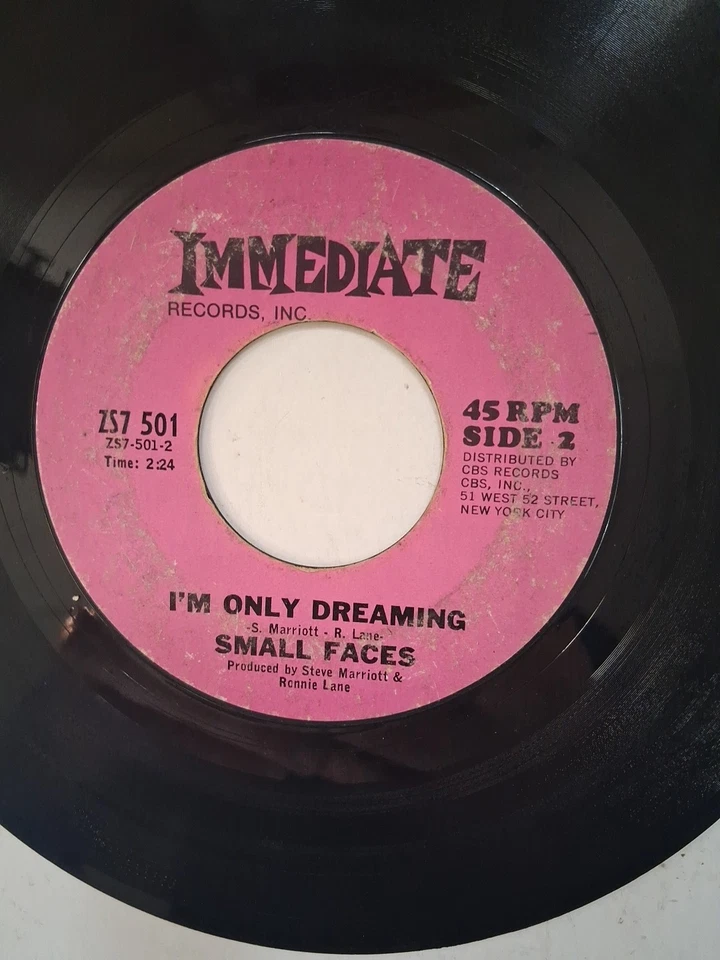 IMMEDIATE
RECORDS, INC.
ZS7 501
ZS7-501-2
Time: 2:24
45 RPM
SIDE 2
DISTRIBUTED BY
CBS RECORDS
CBS, INC.,
51 WEST 52 STREET,
NEW YORK CITY
I'M ONLY DREAMING
-S. Marriott - R. Lane-
SMALL FACES
Produced by Steve Marriott &
Ronnie Lane